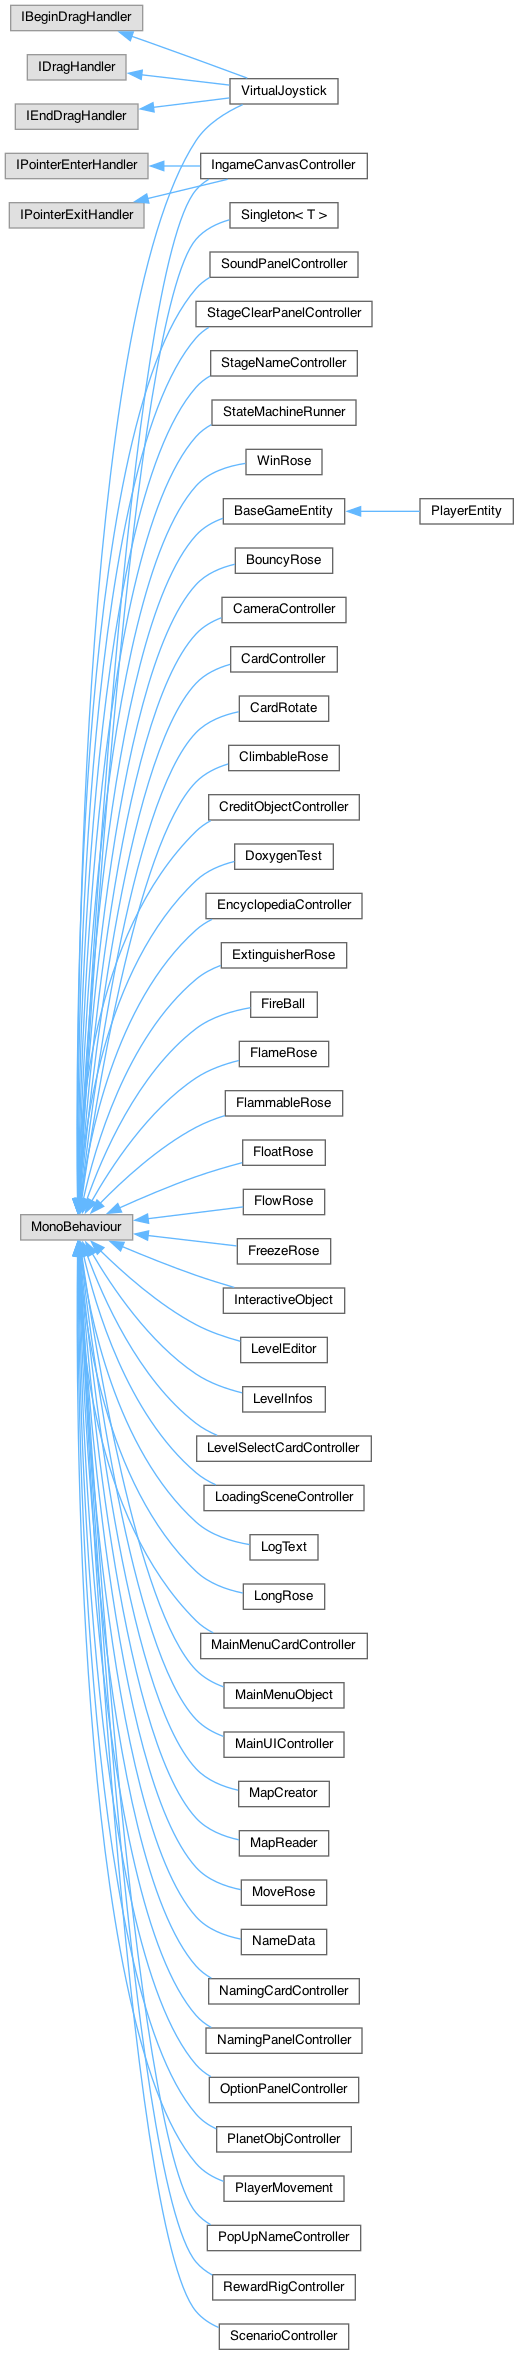 IBeginDragHandler
IDragHandler
VirtualJoystick
IEndDragHandler
IPointerEnterHandler
IngameCanvasController
IPointerExitHandler
Singleton< T >
SoundPanelController
StageClearPanelController
StageNameController
StateMachineRunner
WinRose
BaseGameEntity
PlayerEntity
BouncyRose
CameraController
CardController
CardRotate
ClimbableRose
CreditObjectController
DoxygenTest
EncyclopediaController
ExtinguisherRose
FireBall
FlameRose
FlammableRose
FloatRose
FlowRose
MonoBehaviour
FreezeRose
InteractiveObject
LevelEditor
LevelInfos
LevelSelectCardController
LoadingSceneController
LogText
LongRose
MainMenuCardController
MainMenuObject
MainUIController
MapCreator
MapReader
MoveRose
NameData
NamingCardController
NamingPanelController
OptionPanelController
PlanetObjController
PlayerMovement
PopUpNameController
RewardRigController
ScenarioController